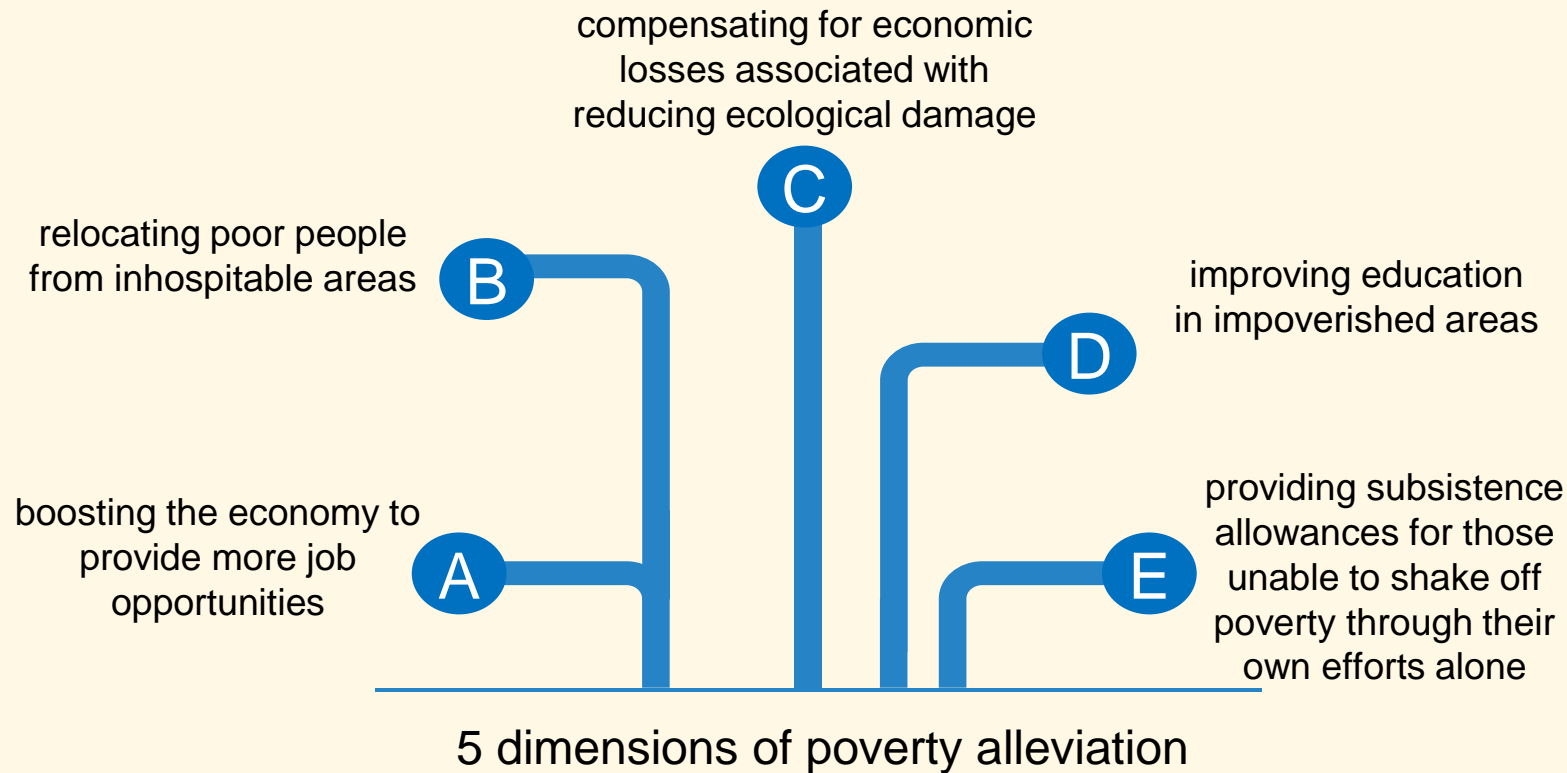 compensating for economic
losses associated with
reducing ecological damage
C
relocating poor people
from inhospitable areas
B
improving education
in impoverished areas
D
boosting the economy to
provide more job
opportunities
A
providing subsistence
allowances for those
unable to shake off
poverty through their
own efforts alone
E
5 dimensions of poverty alleviation